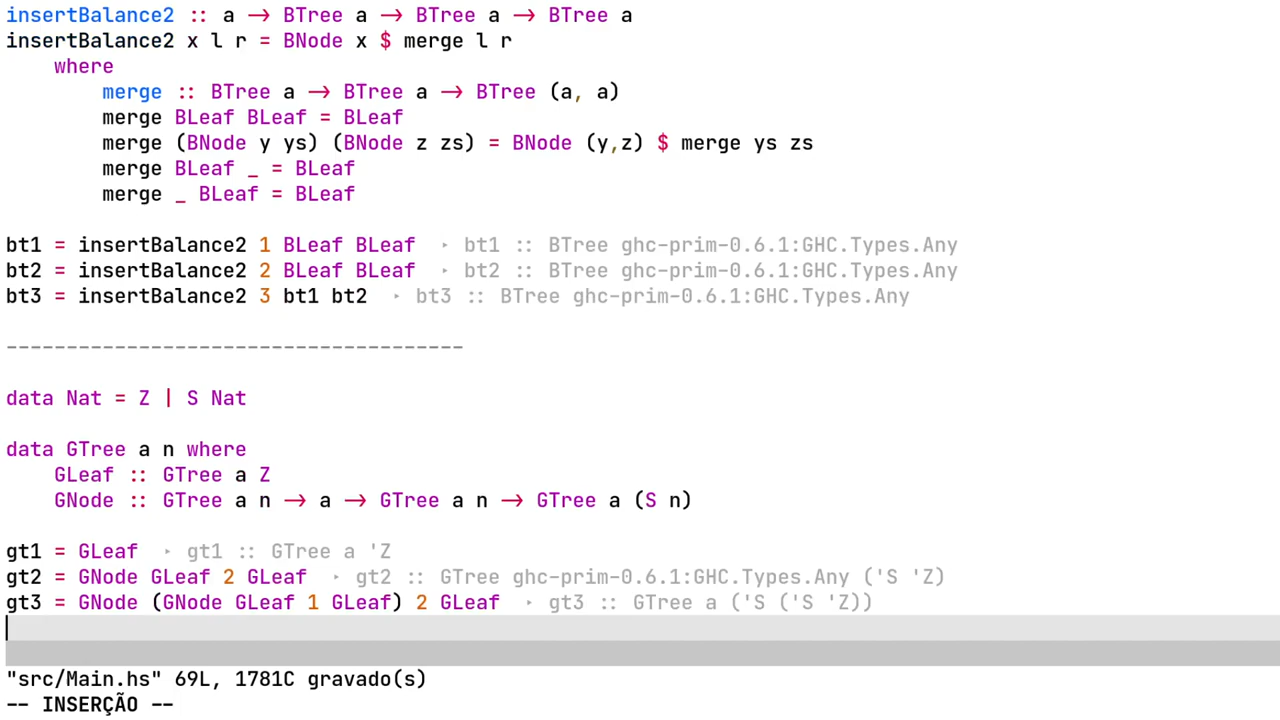 insertBalance2 :: a → BTree a → BTree a → BTree a
insertBalance2 x l r = BNode x $ merge l r
    where
        merge :: BTree a → BTree a → BTree (a, a)
        merge BLeaf BLeaf = BLeaf
        merge (BNode y ys) (BNode z zs) = BNode (y,z) $ merge ys zs
        merge BLeaf _ = BLeaf
        merge _ BLeaf = BLeaf
bt1 = insertBalance2 1 BLeaf BLeaf  ‣ bt1 :: BTree ghc-prim-0.6.1:GHC.Types.Any
bt2 = insertBalance2 2 BLeaf BLeaf  ‣ bt2 :: BTree ghc-prim-0.6.1:GHC.Types.Any
bt3 = insertBalance2 3 bt1 bt2  ‣ bt3 :: BTree ghc-prim-0.6.1:GHC.Types.Any
--------------------------------------
data Nat = Z | S Nat
data GTree a n where
    GLeaf :: GTree a Z
    GNode :: GTree a n → a → GTree a n → GTree a (S n)
gt1 = GLeaf  ‣ gt1 :: GTree a 'Z
gt2 = GNode GLeaf 2 GLeaf  ‣ gt2 :: GTree ghc-prim-0.6.1:GHC.Types.Any ('S 'Z)
gt3 = GNode (GNode GLeaf 1 GLeaf) 2 GLeaf  ‣ gt3 :: GTree a ('S ('S 'Z))
"src/Main.hs" 69L, 1781C gravado(s)
-- INSERÇÃO --